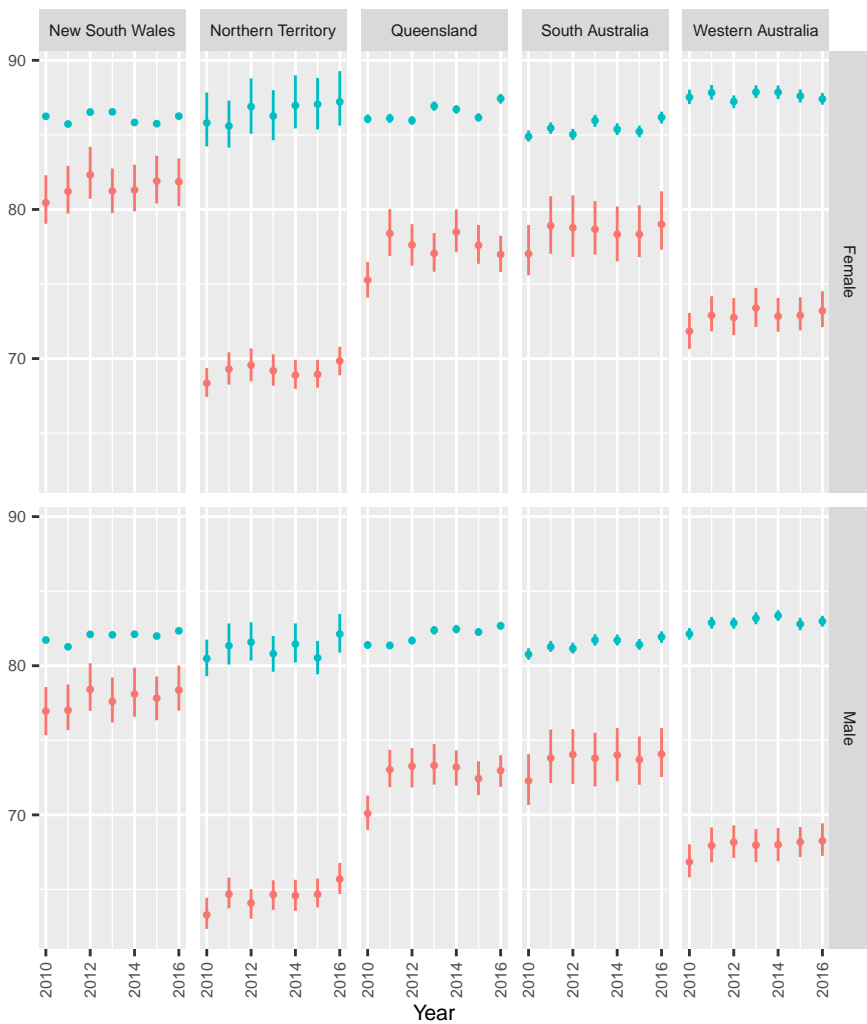 New South Wales Northern Territory Queensland South Australia Western Australia
90
80
70
Female
90
80
70
Male
2010 2012 2014 2016 2010 2012 2014 2016 2010 2012 2014 2016 2010 2012 2014 2016 2010 2012 2014 2016
Year